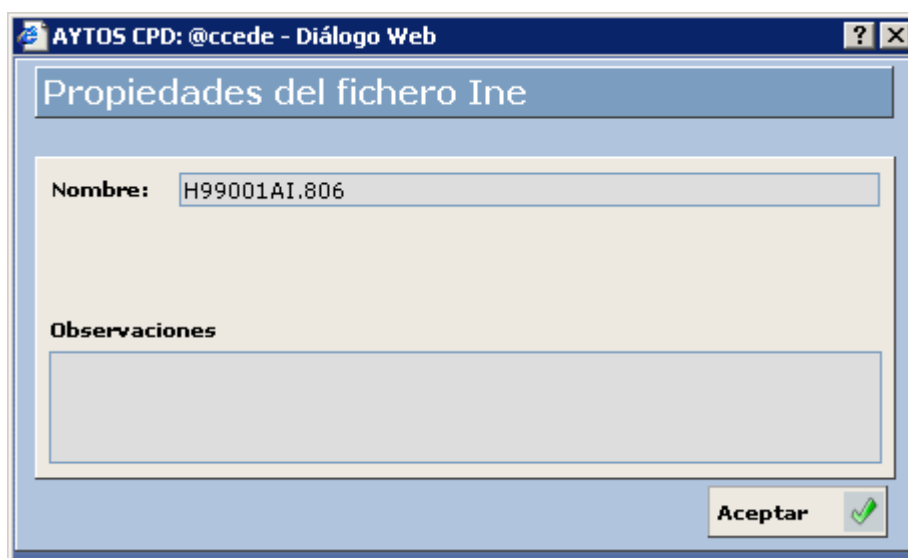 AYTOS CPD: @ccede - Diálogo Web
Propiedades del fichero Ine
Nombre: H99001AI.806
Observaciones
Aceptar